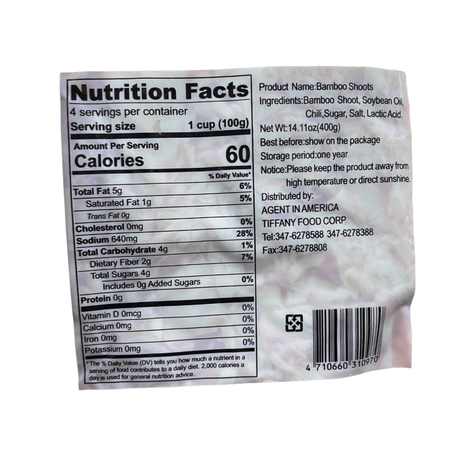 Nutrition Facts
4 servings per container
Serving size 1 cup (100g)
Amount Per Serving
Calories 60
% Daily Value*
Total Fat 5g 6%
Saturated Fat 1g 5%
Trans Fat 0g
Cholesterol 0mg 0%
Sodium 640mg 28%
Total Carbohydrate 4g 1%
Dietary Fiber 2g 7%
Total Sugars 4g
Includes 0g Added Sugars 0%
Protein 0g
Vitamin D 0mcg 0%
Calcium 0mg 0%
Iron 0mg 0%
Potassium 0mg 0%
*The % Daily Value (DV) tells you how much a nutrient in a
serving of food contributes to a daily diet. 2,000 calories a
day is used for general nutrition advice.
Product Name:Bamboo Shoots
Ingredients:Bamboo Shoot, Soybean Oil,
Chili,Sugar, Salt, Lactic Acid.
Net Wt:14.11oz(400g)
Best before:show on the package
Storage period:one year
Notice:Please keep the product away from
high temperature or direct sunshine.
Distributed by:
AGENT IN AMERICA
TIFFANY FOOD CORP
Tel:347-6278588 347-6278388
Fax:347-6278808
4 710660 310970